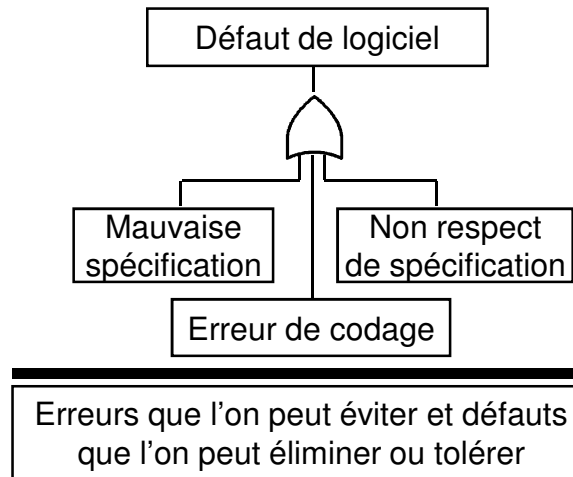 Défaut de logiciel
Mauvaise
spécification
Non respect
de spécification
Erreur de codage
Erreurs que l'on peut éviter et défauts
que l'on peut éliminer ou tolérer